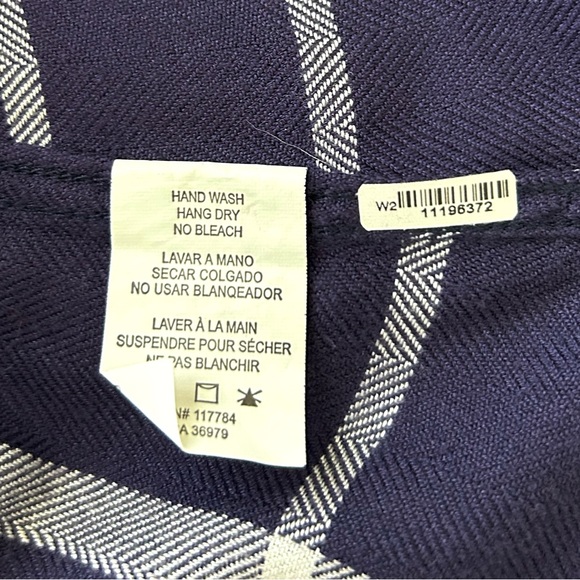 HAND WASH
HANG DRY
NO BLEACH
LAVAR A MANO
SECAR COLGADO
NO USAR BLANQEADOR
LAVER À LA MAIN
SUSPENDRE POUR SÉCHER
NE PAS BLANCHIR
N# 117784
A 36979
W2
11196372